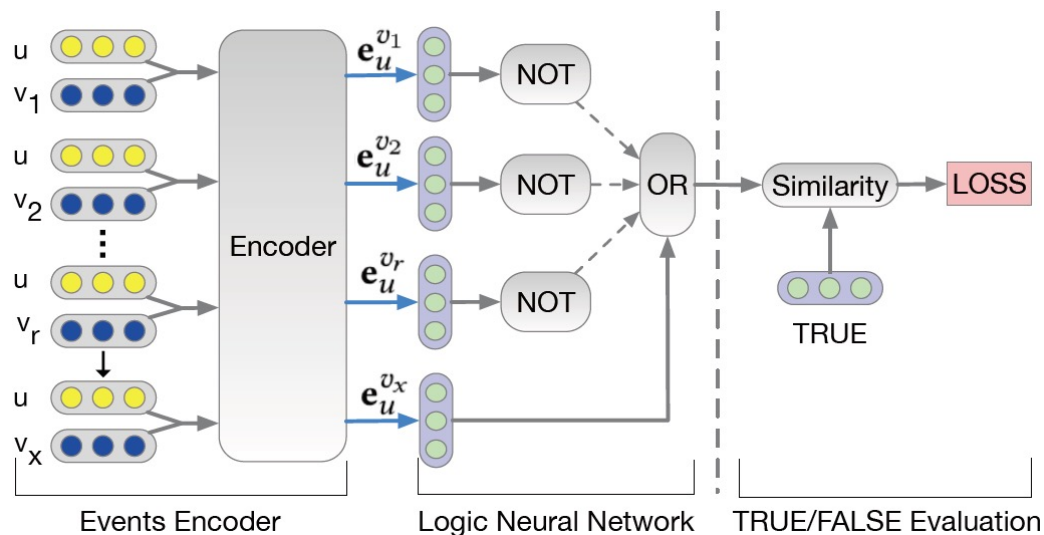 u
v1
e_u^{v1}
NOT
u
v2
e_u^{v2}
NOT
OR
Similarity
LOSS
Encoder
u
vr
e_u^{vr}
NOT
TRUE
u
vx
e_u^{vx}
Events Encoder
Logic Neural Network
TRUE/FALSE Evaluation